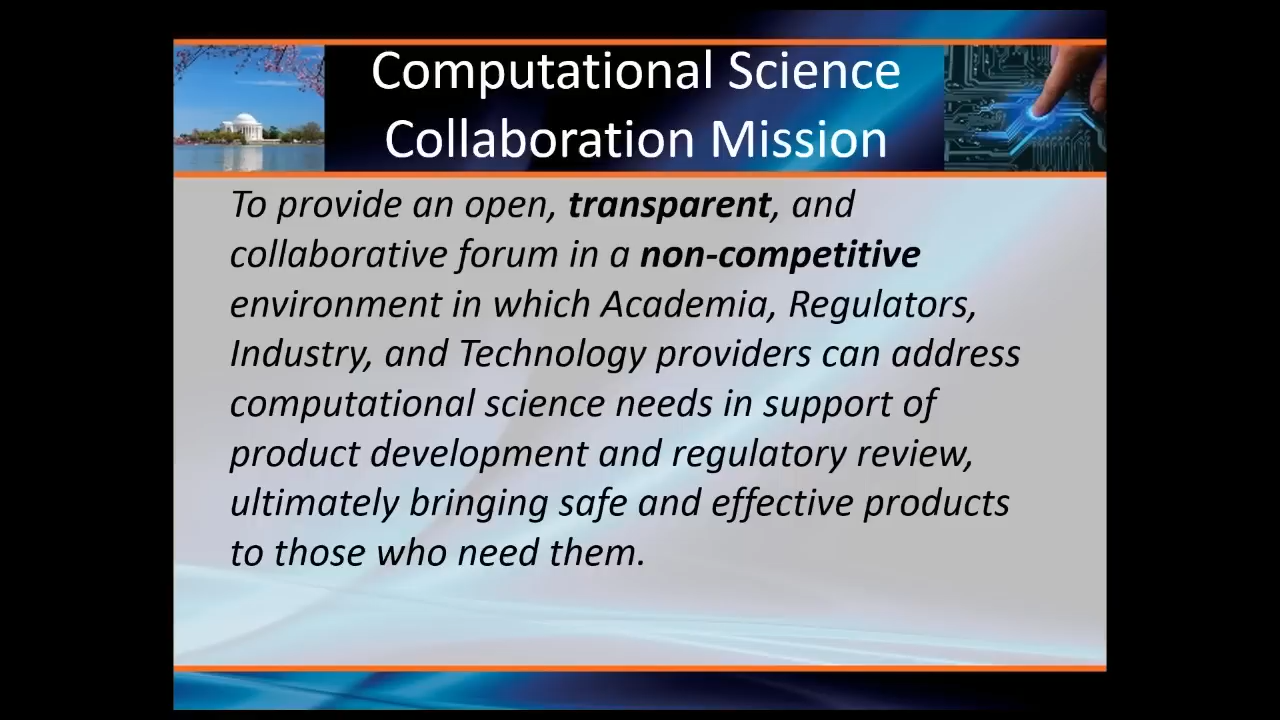 Computational Science
Collaboration Mission
To provide an open, transparent, and
collaborative forum in a non-competitive
environment in which Academia, Regulators,
Industry, and Technology providers can address
computational science needs in support of
product development and regulatory review,
ultimately bringing safe and effective products
to those who need them.